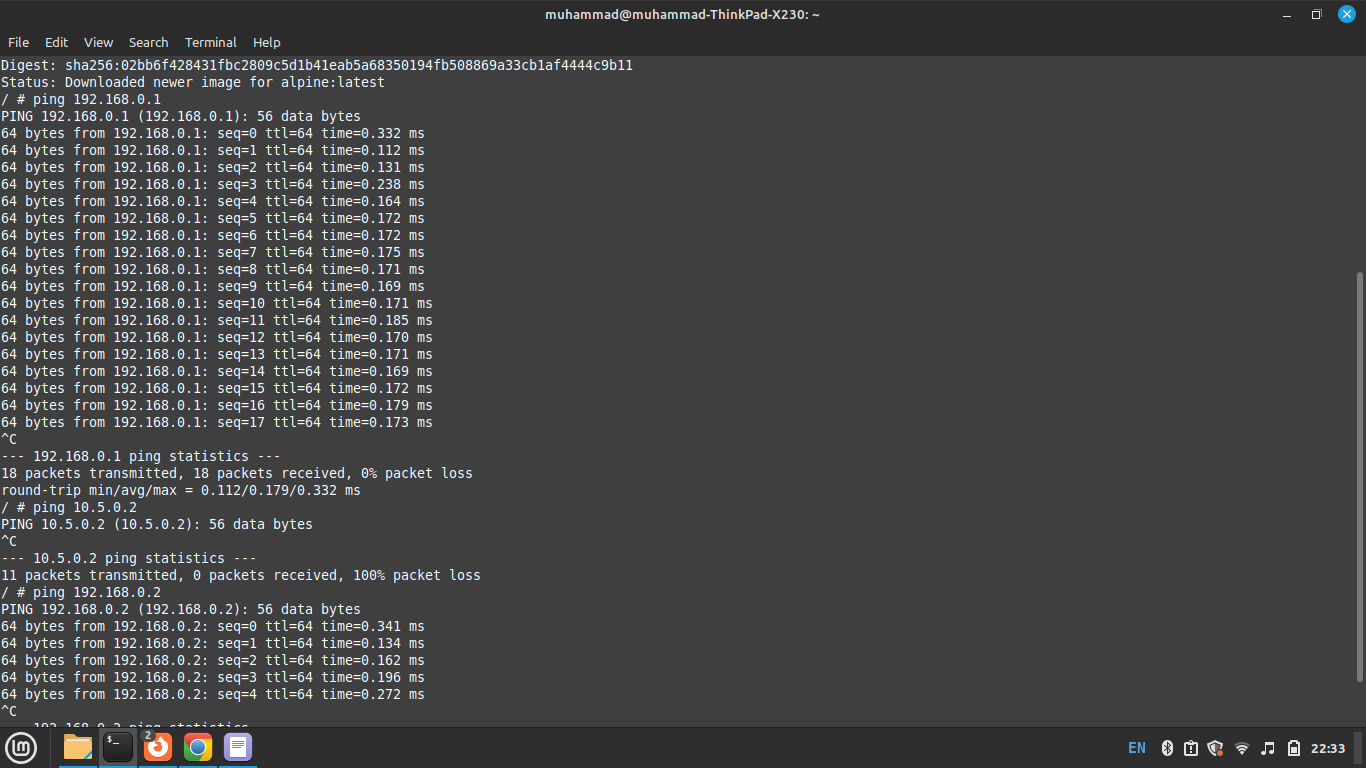 muhammad@muhammad-ThinkPad-X230: ~
File Edit View Search Terminal Help
Digest: sha256:02bb6f428431fbc2809c5d1b41eab5a68350194fb508869a33cb1af4444c9b11
Status: Downloaded newer image for alpine:latest
/ # ping 192.168.0.1
PING 192.168.0.1 (192.168.0.1): 56 data bytes
64 bytes from 192.168.0.1: seq=0 ttl=64 time=0.332 ms
64 bytes from 192.168.0.1: seq=1 ttl=64 time=0.112 ms
64 bytes from 192.168.0.1: seq=2 ttl=64 time=0.131 ms
64 bytes from 192.168.0.1: seq=3 ttl=64 time=0.238 ms
64 bytes from 192.168.0.1: seq=4 ttl=64 time=0.164 ms
64 bytes from 192.168.0.1: seq=5 ttl=64 time=0.172 ms
64 bytes from 192.168.0.1: seq=6 ttl=64 time=0.172 ms
64 bytes from 192.168.0.1: seq=7 ttl=64 time=0.175 ms
64 bytes from 192.168.0.1: seq=8 ttl=64 time=0.171 ms
64 bytes from 192.168.0.1: seq=9 ttl=64 time=0.169 ms
64 bytes from 192.168.0.1: seq=10 ttl=64 time=0.171 ms
64 bytes from 192.168.0.1: seq=11 ttl=64 time=0.185 ms
64 bytes from 192.168.0.1: seq=12 ttl=64 time=0.170 ms
64 bytes from 192.168.0.1: seq=13 ttl=64 time=0.171 ms
64 bytes from 192.168.0.1: seq=14 ttl=64 time=0.169 ms
64 bytes from 192.168.0.1: seq=15 ttl=64 time=0.172 ms
64 bytes from 192.168.0.1: seq=16 ttl=64 time=0.179 ms
64 bytes from 192.168.0.1: seq=17 ttl=64 time=0.173 ms
^C
--- 192.168.0.1 ping statistics ---
18 packets transmitted, 18 packets received, 0% packet loss
round-trip min/avg/max = 0.112/0.179/0.332 ms
/ # ping 10.5.0.2
PING 10.5.0.2 (10.5.0.2): 56 data bytes
^C
--- 10.5.0.2 ping statistics ---
11 packets transmitted, 0 packets received, 100% packet loss
/ # ping 192.168.0.2
PING 192.168.0.2 (192.168.0.2): 56 data bytes
64 bytes from 192.168.0.2: seq=0 ttl=64 time=0.341 ms
64 bytes from 192.168.0.2: seq=1 ttl=64 time=0.134 ms
64 bytes from 192.168.0.2: seq=2 ttl=64 time=0.162 ms
64 bytes from 192.168.0.2: seq=3 ttl=64 time=0.196 ms
64 bytes from 192.168.0.2: seq=4 ttl=64 time=0.272 ms
^C
--- 192.168.0.2 ping statistics ---
$_ 2 EN 22:33